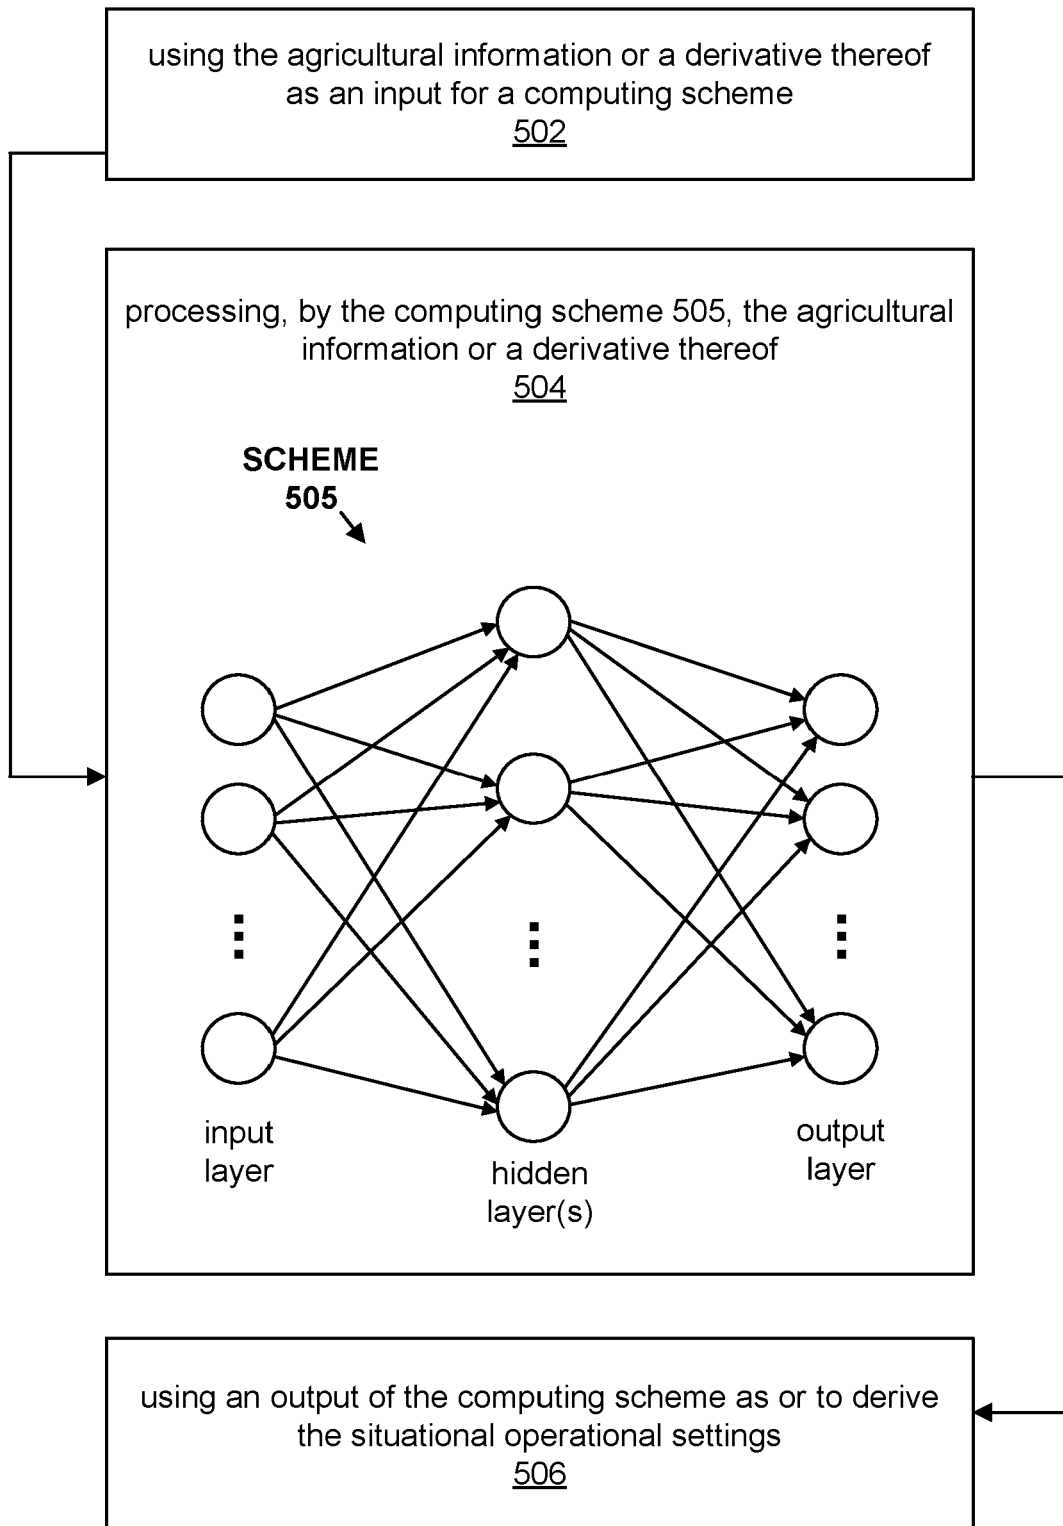 using the agricultural information or a derivative thereof
as an input for a computing scheme
502
processing, by the computing scheme 505, the agricultural
information or a derivative thereof
504
SCHEME
505
input
layer
hidden
layer(s)
output
layer
using an output of the computing scheme as or to derive
the situational operational settings
506